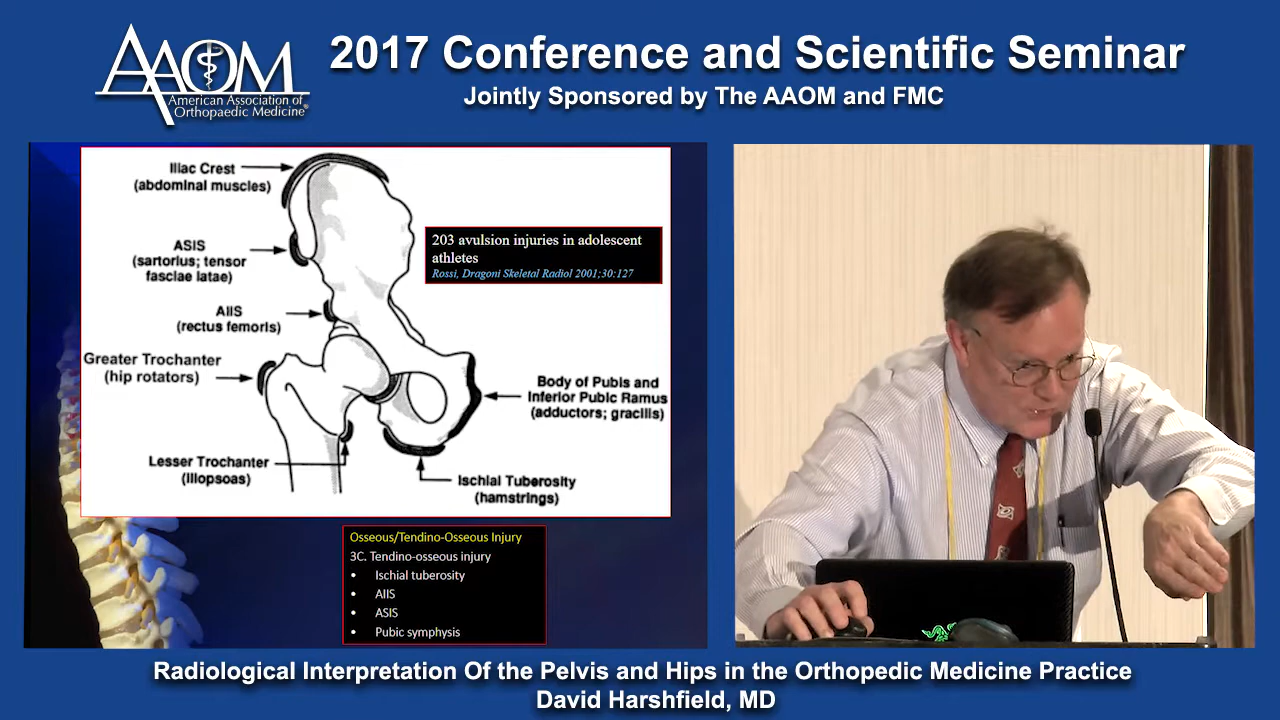 AAOM
American Association of
Orthopaedic Medicine®
2017 Conference and Scientific Seminar
Jointly Sponsored by The AAOM and FMC
Iliac Crest
(abdominal muscles)
ASIS
(sartorius; tensor
fasciae latae)
AIIS
(rectus femoris)
Greater Trochanter
(hip rotators)
Lesser Trochanter
(iliopsoas)
203 avulsion injuries in adolescent
athletes
Rossi, Dragoni Skeletal Radiol 2001;30:127
Body of Pubis and
Inferior Pubic Ramus
(adductors; gracilis)
Ischial Tuberosity
(hamstrings)
Osseous/Tendino-Osseous Injury
3C. Tendino-osseous injury
• Ischial tuberosity
• AIIS
• ASIS
• Pubic symphysis
Radiological Interpretation Of the Pelvis and Hips in the Orthopedic Medicine Practice
David Harshfield, MD